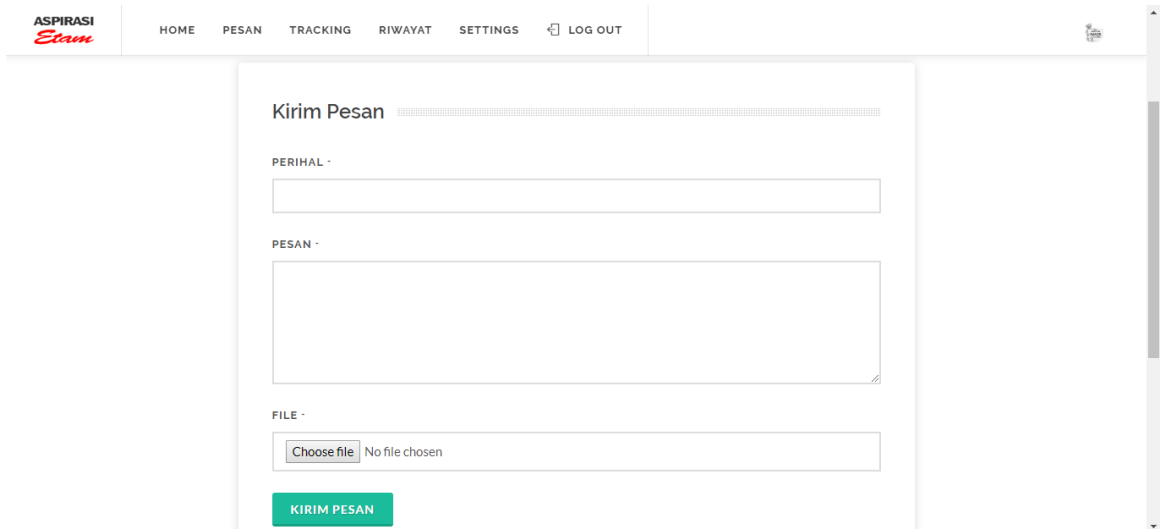 ASPIRASI
Etam
HOME PESAN TRACKING RIWAYAT SETTINGS LOG OUT
Kirim Pesan
PERIHAL -
PESAN -
FILE -
Choose file No file chosen
KIRIM PESAN